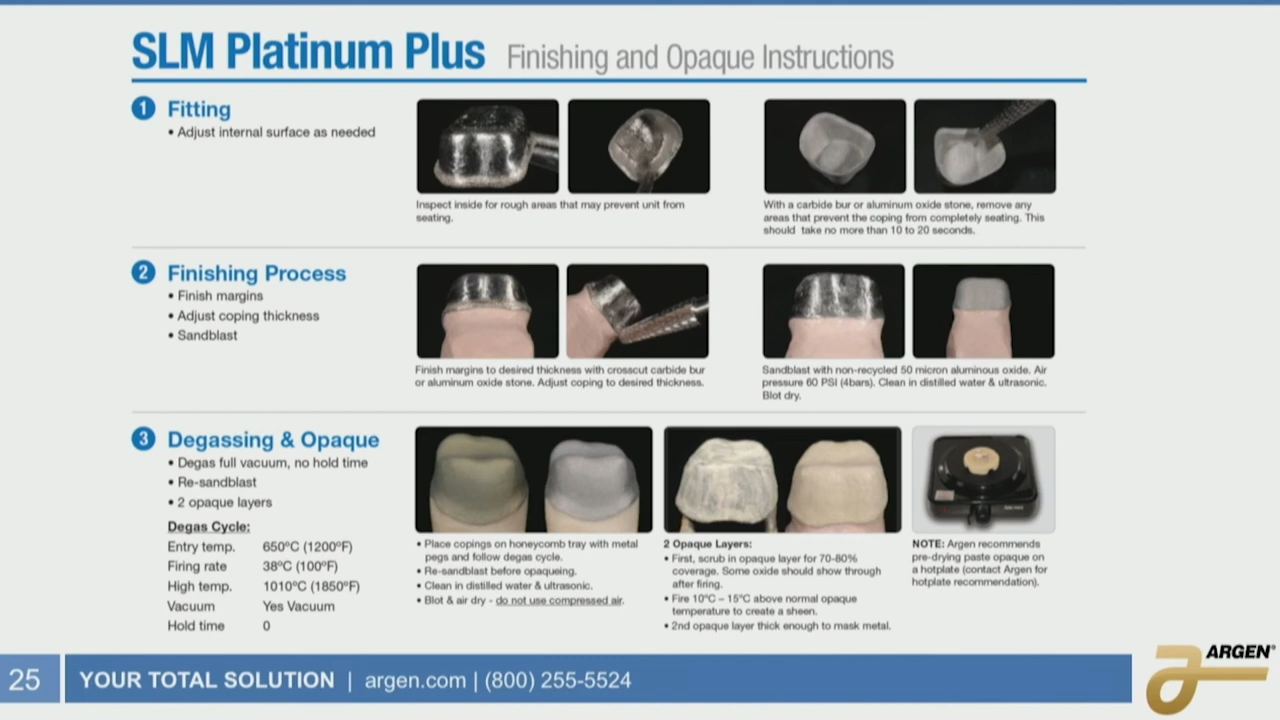 SLM Platinum Plus Finishing and Opaque Instructions
1 Fitting
• Adjust internal surface as needed
Inspect inside for rough areas that may prevent unit from
seating.
With a carbide bur or aluminum oxide stone, remove any
areas that prevent the coping from completely seating. This
should take no more than 10 to 20 seconds.
2 Finishing Process
• Finish margins
• Adjust coping thickness
• Sandblast
Finish margins to desired thickness with crosscut carbide bur
or aluminum oxide stone. Adjust coping to desired thickness.
Sandblast with non-recycled 50 micron aluminous oxide. Air
pressure 60 PSI (4bars). Clean in distilled water & ultrasonic.
Blot dry.
3 Degassing & Opaque
• Degas full vacuum, no hold time
• Re-sandblast
• 2 opaque layers
Degas Cycle:
Entry temp. 650ºC (1200ºF)
Firing rate 38ºC (100ºF)
High temp. 1010ºC (1850ºF)
Vacuum Yes Vacuum
Hold time 0
• Place copings on honeycomb tray with metal
pegs and follow degas cycle.
• Re-sandblast before opaqueing.
• Clean in distilled water & ultrasonic.
• Blot & air dry - do not use compressed air.
2 Opaque Layers:
• First, scrub in opaque layer for 70-80%
coverage. Some oxide should show through
after firing.
• Fire 10ºC – 15ºC above normal opaque
temperature to create a sheen.
• 2nd opaque layer thick enough to mask metal.
NOTE: Argen recommends
pre-drying paste opaque on
a hotplate (contact Argen for
hotplate recommendation).
25 YOUR TOTAL SOLUTION | argen.com | (800) 255-5524
ARGEN®